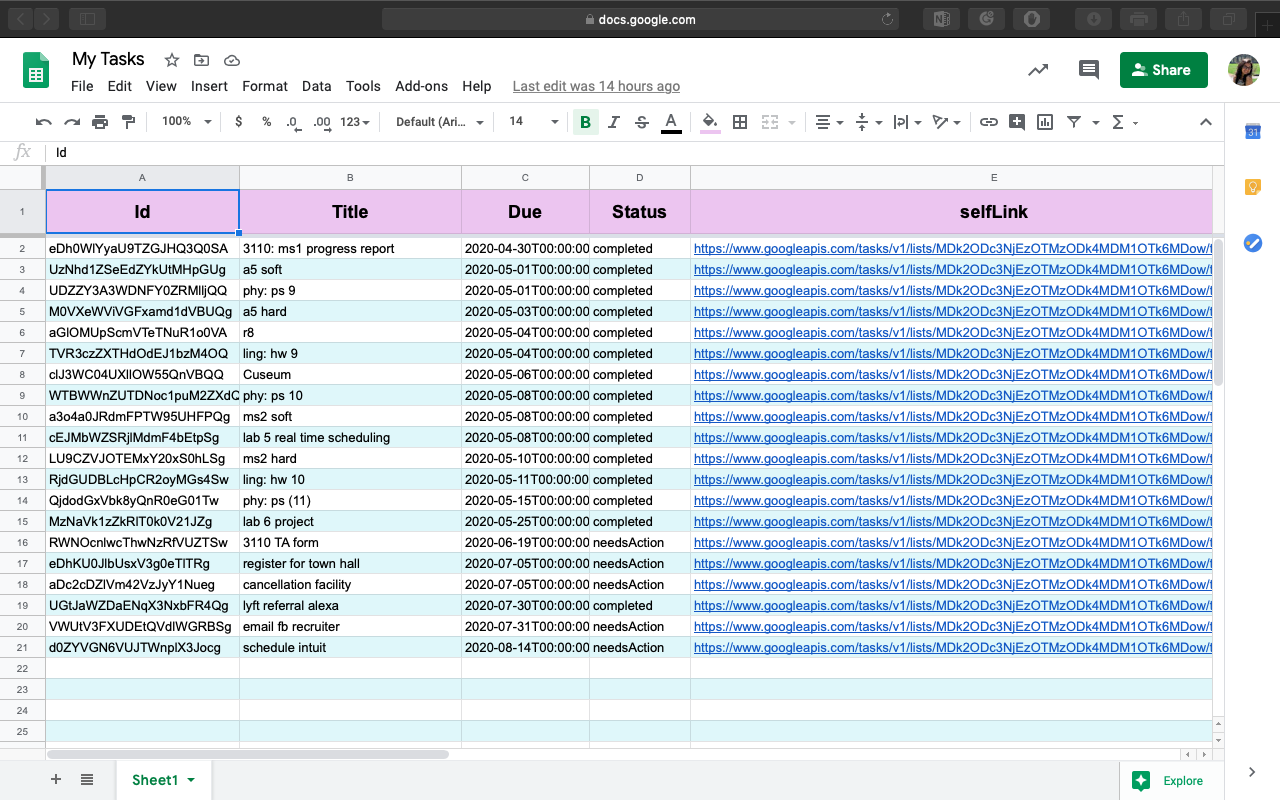 docs.google.com
My Tasks
File Edit View Insert Format Data Tools Add-ons Help Last edit was 14 hours ago
Share
100% $ % .0 .00 123 Default (Ari... 14 B I S A
31
fx Id
A B C D E
1 Id Title Due Status selfLink
2 eDh0WlYyaU9TZGJHQ3Q0SA 3110: ms1 progress report 2020-04-30T00:00:00 completed https://www.googleapis.com/tasks/v1/lists/MDk2ODc3NjEzOTMzODk4MDM1OTk6MDow/t
3 UzNhd1ZSeEdZYkUtMHpGUg a5 soft 2020-05-01T00:00:00 completed https://www.googleapis.com/tasks/v1/lists/MDk2ODc3NjEzOTMzODk4MDM1OTk6MDow/t
4 UDZZY3A3WDNFY0ZRMlljQQ phy: ps 9 2020-05-01T00:00:00 completed https://www.googleapis.com/tasks/v1/lists/MDk2ODc3NjEzOTMzODk4MDM1OTk6MDow/t
5 M0VXeWViVGFxamd1dVBUQg a5 hard 2020-05-03T00:00:00 completed https://www.googleapis.com/tasks/v1/lists/MDk2ODc3NjEzOTMzODk4MDM1OTk6MDow/t
6 aGlOMUpScmVTeTNuR1o0VA r8 2020-05-04T00:00:00 completed https://www.googleapis.com/tasks/v1/lists/MDk2ODc3NjEzOTMzODk4MDM1OTk6MDow/t
7 TVR3czZXTHdOdEJ1bzM4OQ ling: hw 9 2020-05-04T00:00:00 completed https://www.googleapis.com/tasks/v1/lists/MDk2ODc3NjEzOTMzODk4MDM1OTk6MDow/t
8 clJ3WC04UXllOW55QnVBQQ Cuseum 2020-05-06T00:00:00 completed https://www.googleapis.com/tasks/v1/lists/MDk2ODc3NjEzOTMzODk4MDM1OTk6MDow/t
9 WTBWWnZUTDNoc1puM2ZXdQ phy: ps 10 2020-05-08T00:00:00 completed https://www.googleapis.com/tasks/v1/lists/MDk2ODc3NjEzOTMzODk4MDM1OTk6MDow/t
10 a3o4a0JRdmFPTW95UHFPQg ms2 soft 2020-05-08T00:00:00 completed https://www.googleapis.com/tasks/v1/lists/MDk2ODc3NjEzOTMzODk4MDM1OTk6MDow/t
11 cEJMbWZSRjlMdmF4bEtpSg lab 5 real time scheduling 2020-05-08T00:00:00 completed https://www.googleapis.com/tasks/v1/lists/MDk2ODc3NjEzOTMzODk4MDM1OTk6MDow/t
12 LU9CZVJOTEMxY20xS0hLSg ms2 hard 2020-05-10T00:00:00 completed https://www.googleapis.com/tasks/v1/lists/MDk2ODc3NjEzOTMzODk4MDM1OTk6MDow/t
13 RjdGUDBLcHpCR2oyMGs4Sw ling: hw 10 2020-05-11T00:00:00 completed https://www.googleapis.com/tasks/v1/lists/MDk2ODc3NjEzOTMzODk4MDM1OTk6MDow/t
14 QjdodGxVbk8yQnR0eG01Tw phy: ps (11) 2020-05-15T00:00:00 completed https://www.googleapis.com/tasks/v1/lists/MDk2ODc3NjEzOTMzODk4MDM1OTk6MDow/t
15 MzNaVk1zZkRlT0k0V21JZg lab 6 project 2020-05-25T00:00:00 completed https://www.googleapis.com/tasks/v1/lists/MDk2ODc3NjEzOTMzODk4MDM1OTk6MDow/t
16 RWNOcnlwcThwNzRfVUZTSw 3110 TA form 2020-06-19T00:00:00 needsAction https://www.googleapis.com/tasks/v1/lists/MDk2ODc3NjEzOTMzODk4MDM1OTk6MDow/t
17 eDhKU0JlbUsxV3g0eTlTRg register for town hall 2020-07-05T00:00:00 needsAction https://www.googleapis.com/tasks/v1/lists/MDk2ODc3NjEzOTMzODk4MDM1OTk6MDow/t
18 aDc2cDZlVm42VzJyY1Nueg cancellation facility 2020-07-05T00:00:00 needsAction https://www.googleapis.com/tasks/v1/lists/MDk2ODc3NjEzOTMzODk4MDM1OTk6MDow/t
19 UGtJaWZDaENqX3NxbFR4Qg lyft referral alexa 2020-07-30T00:00:00 completed https://www.googleapis.com/tasks/v1/lists/MDk2ODc3NjEzOTMzODk4MDM1OTk6MDow/t
20 VWUtV3FXUDEtQVdlWGRBSg email fb recruiter 2020-07-31T00:00:00 needsAction https://www.googleapis.com/tasks/v1/lists/MDk2ODc3NjEzOTMzODk4MDM1OTk6MDow/t
21 d0ZYVGN6VUJTWnplX3Jocg schedule intuit 2020-08-14T00:00:00 needsAction https://www.googleapis.com/tasks/v1/lists/MDk2ODc3NjEzOTMzODk4MDM1OTk6MDow/t
22
23
24
25
Sheet1
Explore